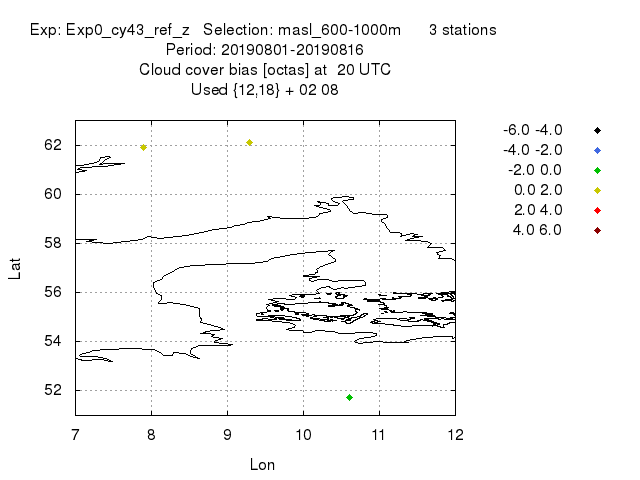 Exp: Exp0_cy43_ref_z   Selection: masl_600-1000m      3 stations
Period: 20190801-20190816
Cloud cover bias [octas] at  20 UTC
Used {12,18} + 02 08
-6.0 -4.0
-4.0 -2.0
-2.0 0.0
0.0 2.0
2.0 4.0
4.0 6.0
62
60
58
56
54
52
Lat
7 8 9 10 11 12
Lon